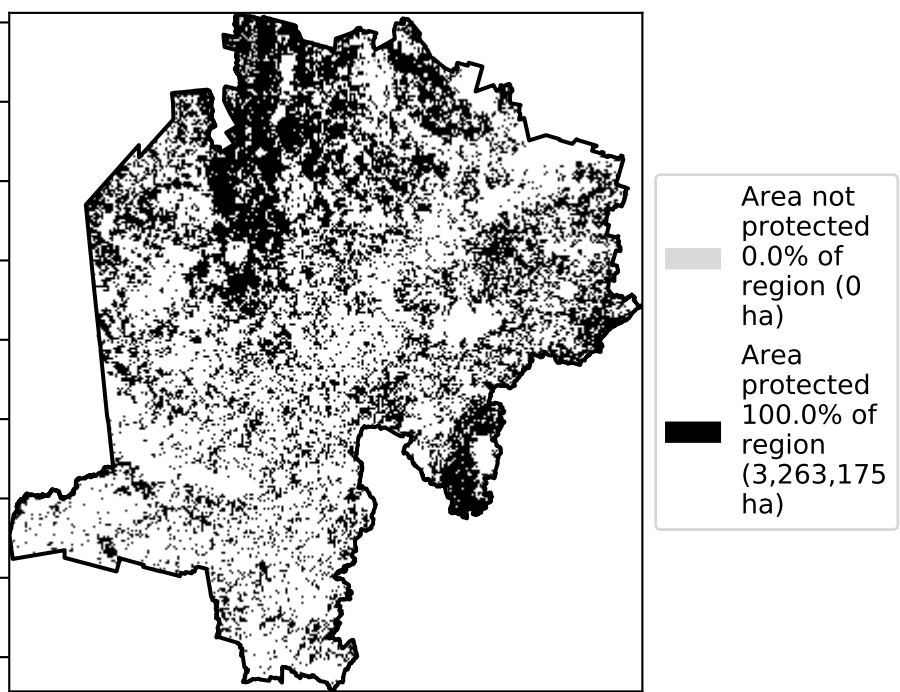 Area not
protected
0.0% of
region (0
ha)
Area
protected
100.0% of
region
(3,263,175
ha)